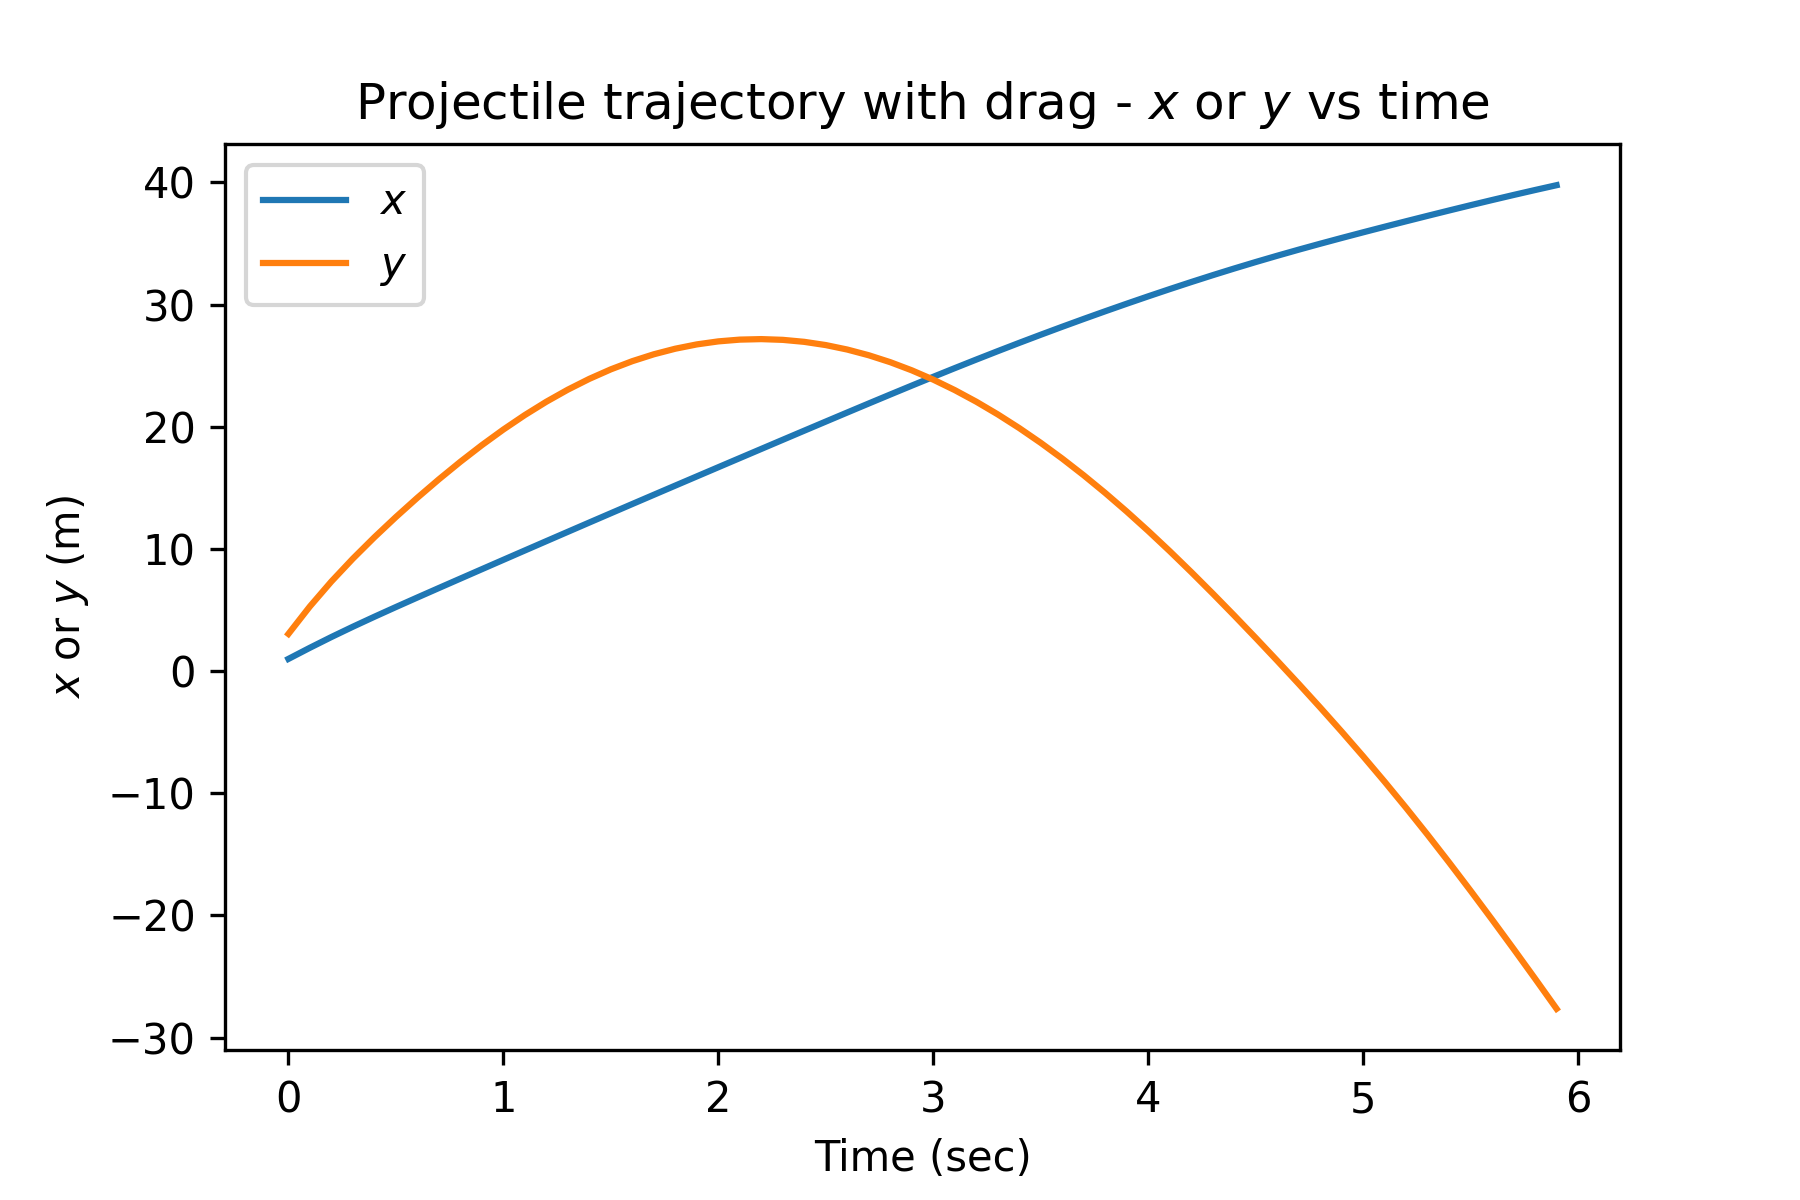 Projectile trajectory with drag - x or y vs time
x
y
40
30
20
10
0
−10
−20
−30
x or y (m)
0 1 2 3 4 5 6
Time (sec)